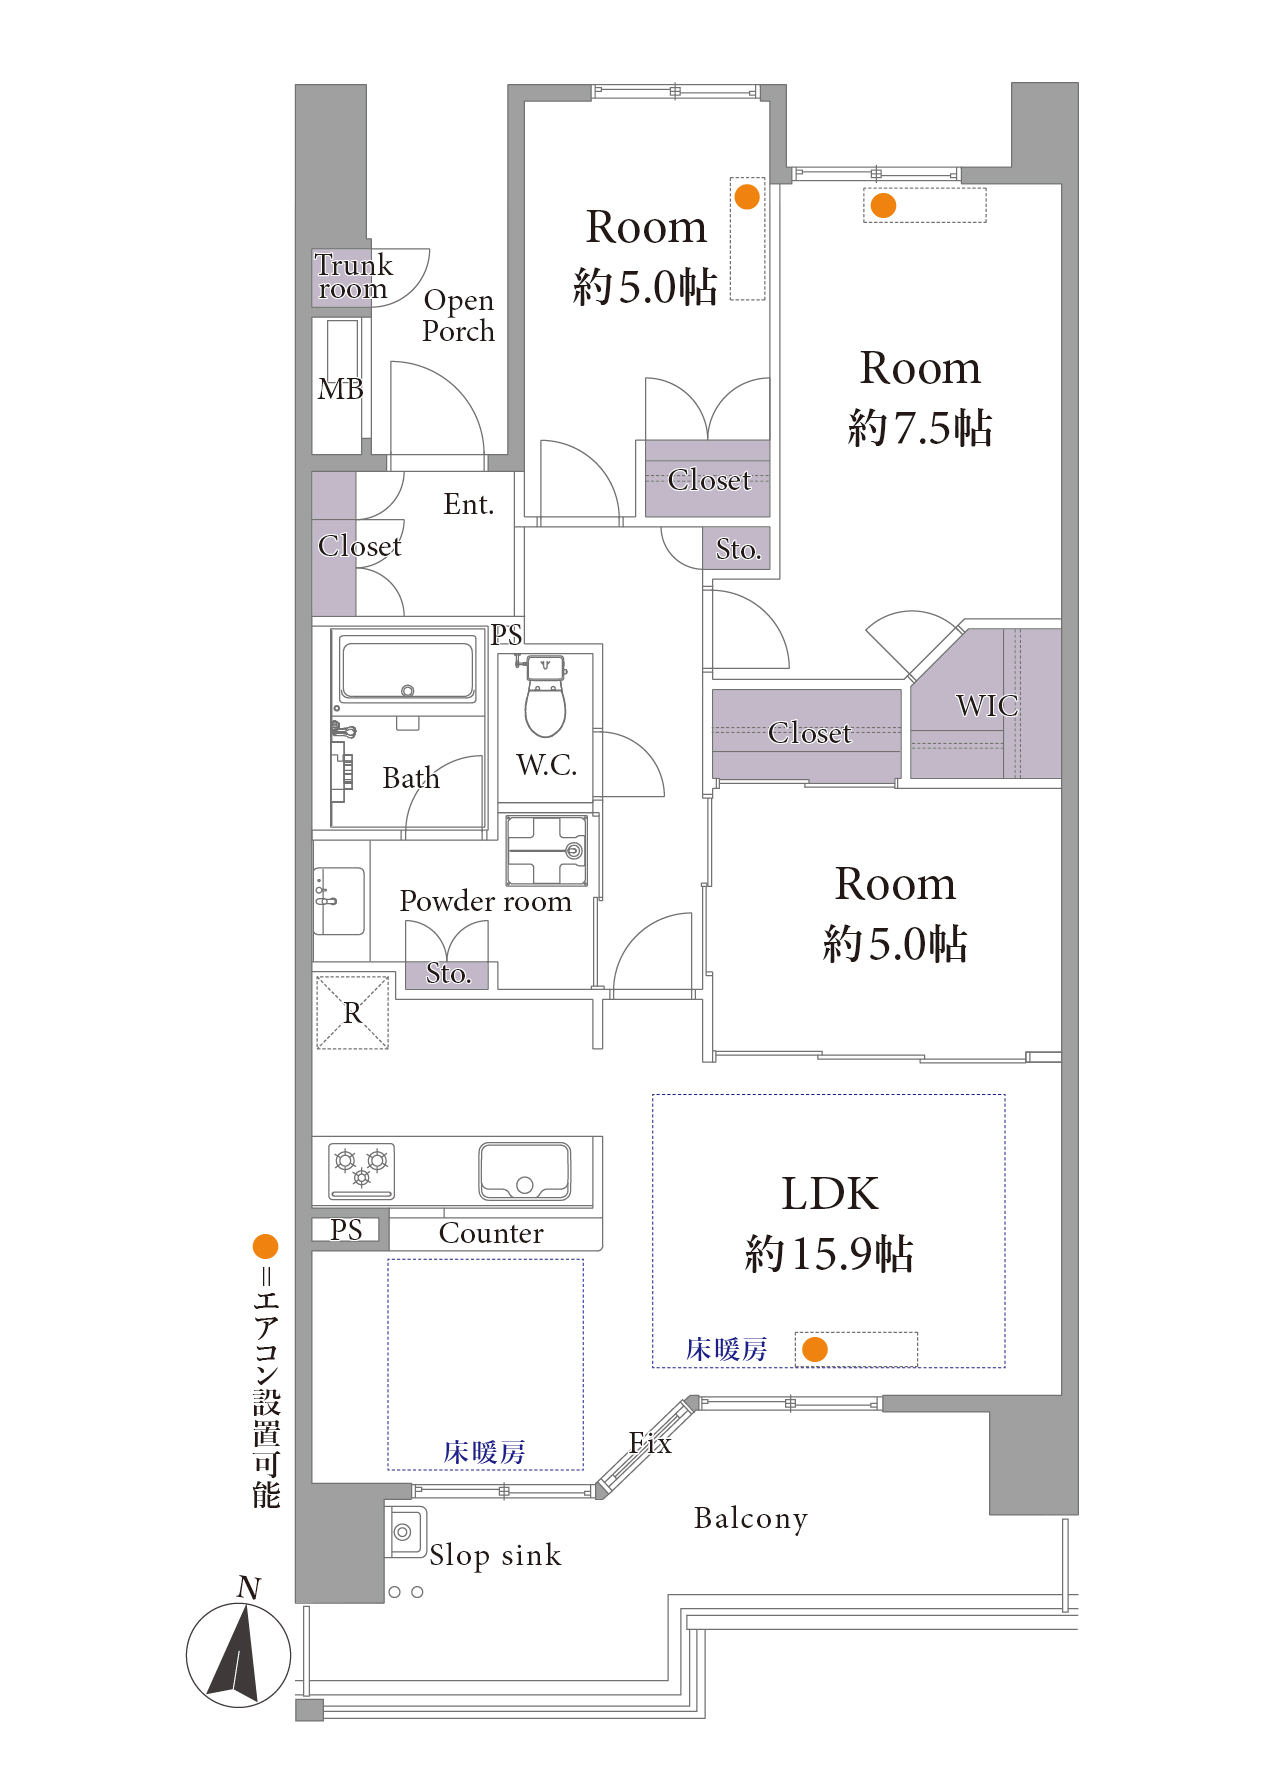 Trunk
room
Open
Porch
MB
Room
約5.0帖
Room
約7.5帖
Closet
Ent.
Closet
Sto.
PS
WIC
Closet
W.C.
Bath
Powder room
Sto.
Room
約5.0帖
R
LDK
約15.9帖
PS
Counter
床暖房
床暖房
Fix
Balcony
Slop sink
＝エアコン設置可能
N